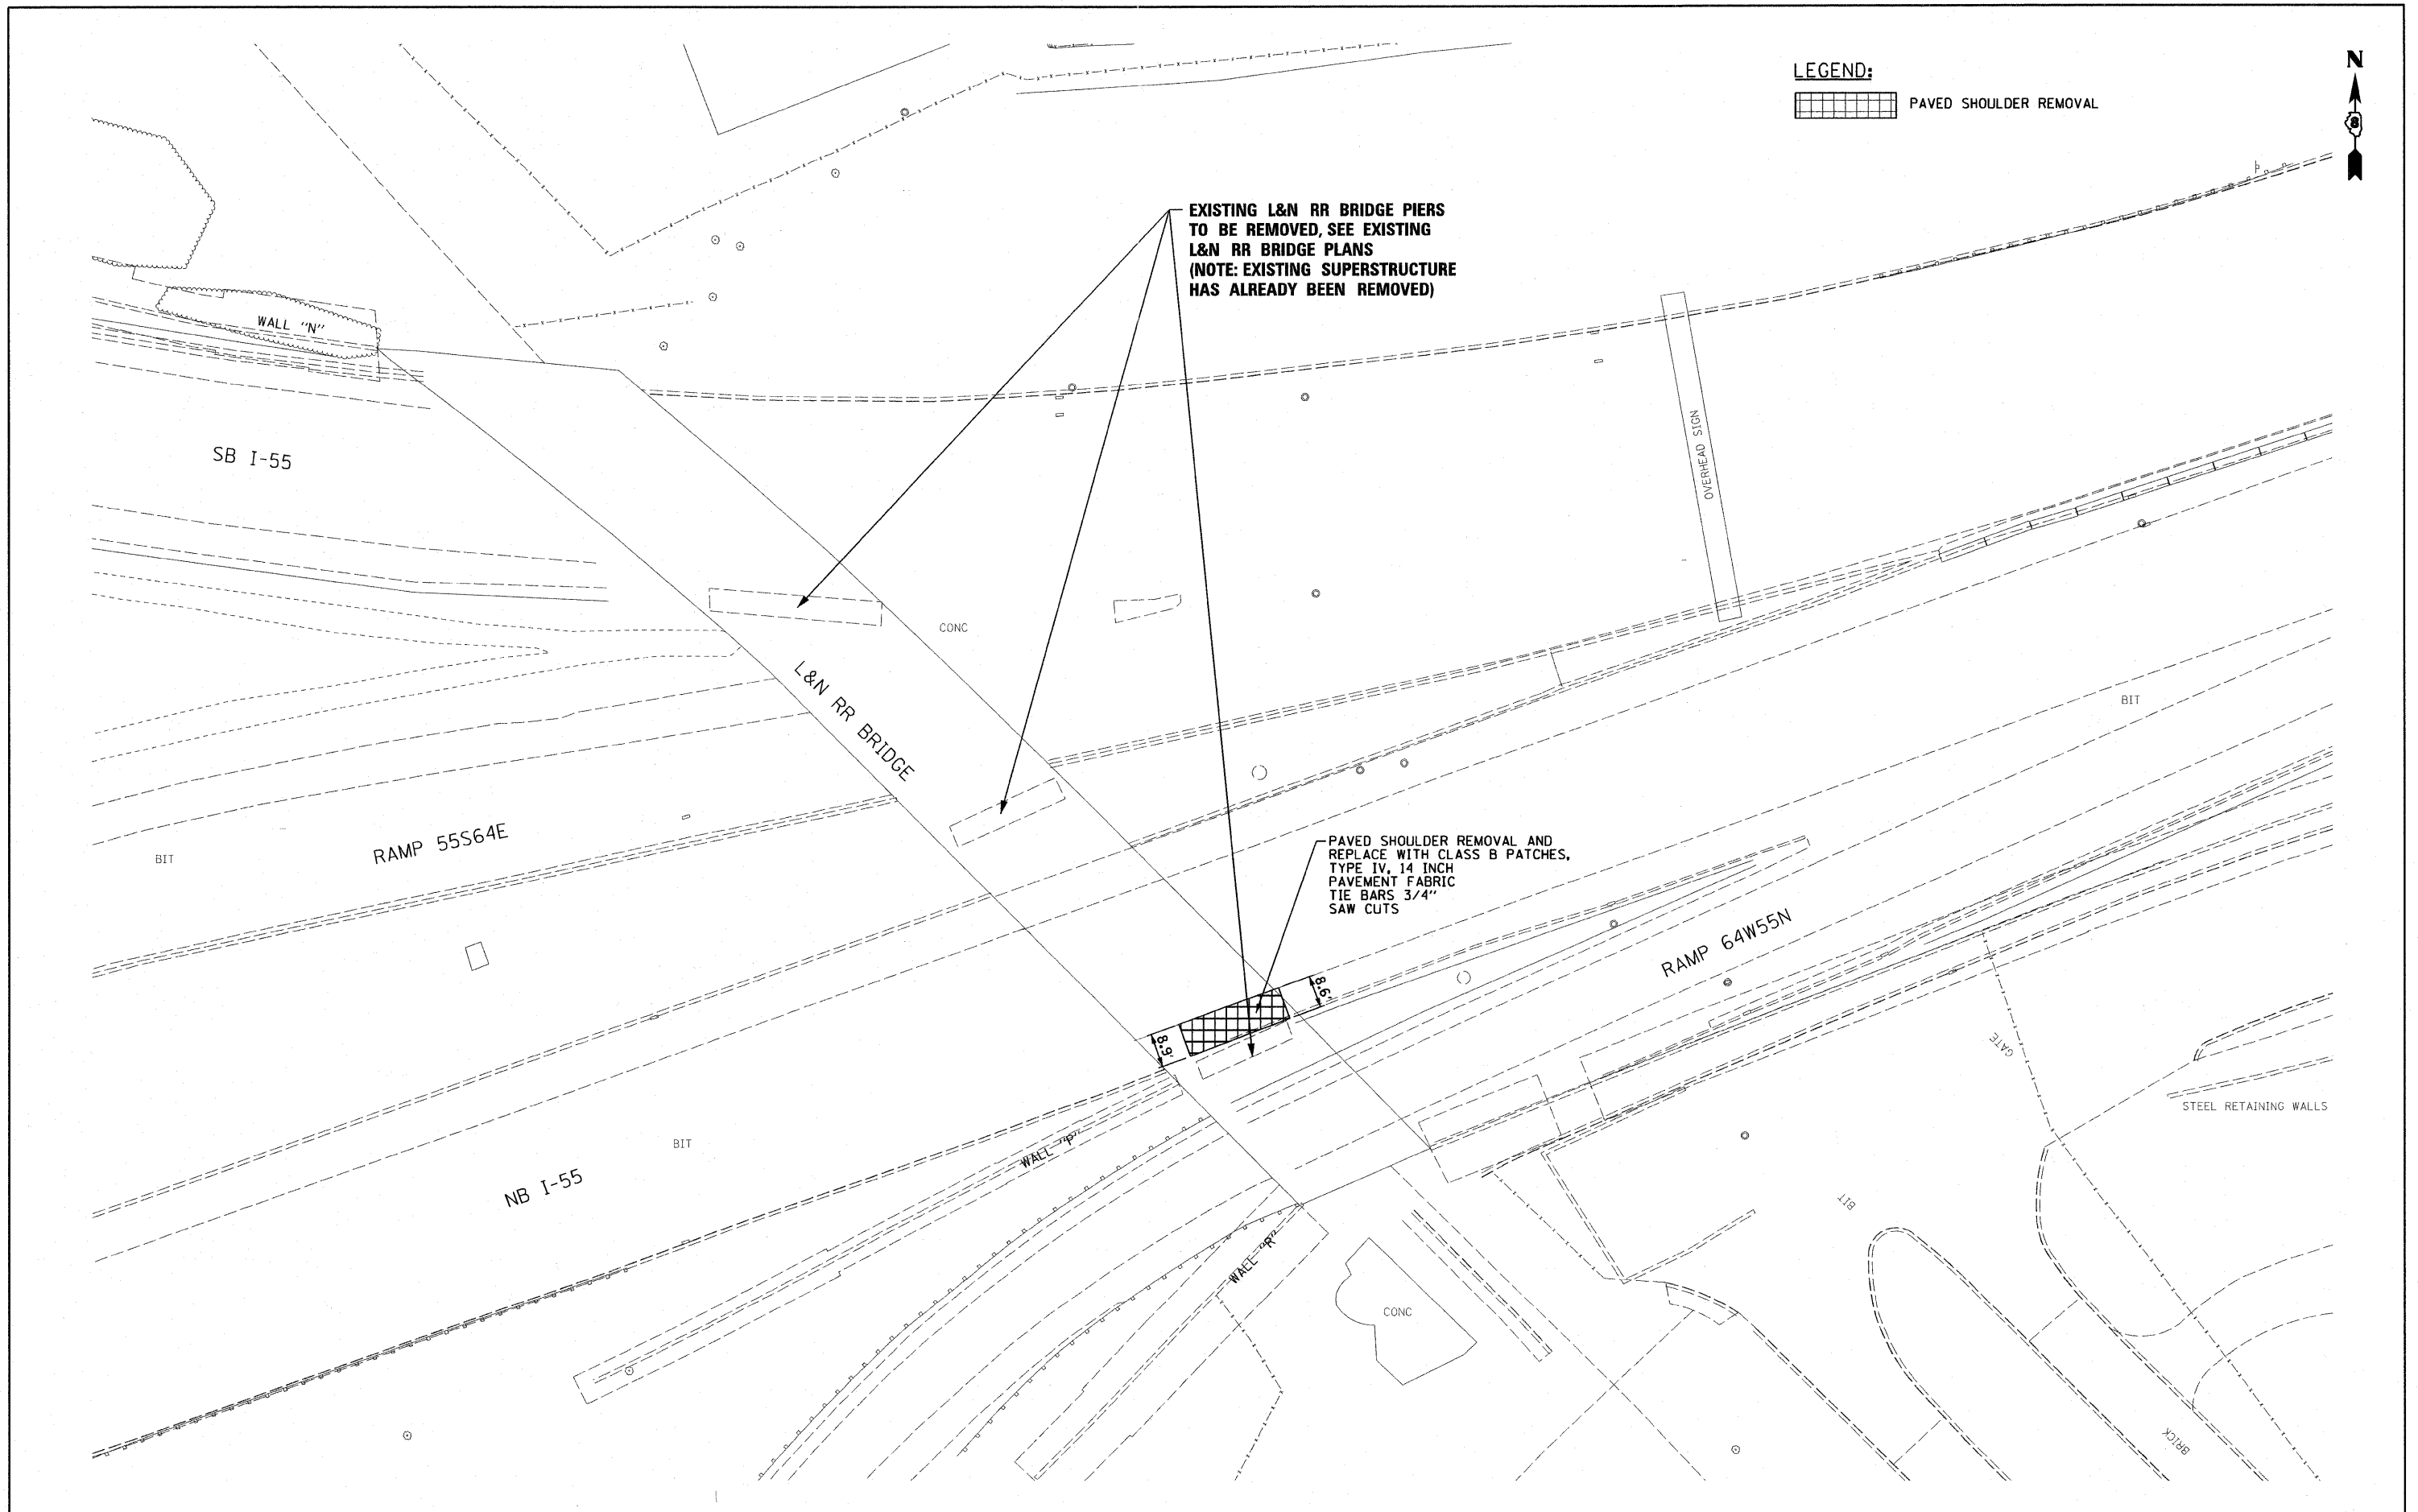 LEGEND:
PAVED SHOULDER REMOVAL
N
8
EXISTING L&N RR BRIDGE PIERS
TO BE REMOVED, SEE EXISTING
L&N RR BRIDGE PLANS
(NOTE: EXISTING SUPERSTRUCTURE
HAS ALREADY BEEN REMOVED)
WALL "N"
SB I-55
OVERHEAD SIGN
CONC
L&N RR BRIDGE
BIT
RAMP 55S64E
BIT
PAVED SHOULDER REMOVAL AND
REPLACE WITH CLASS B PATCHES,
TYPE IV, 14 INCH
PAVEMENT FABRIC
TIE BARS 3/4"
SAW CUTS
RAMP 64W55N
8.6'
8.9'
GATE
STEEL RETAINING WALLS
BIT
WALL "P"
NB I-55
BIT
WALL "R"
CONC
BRICK